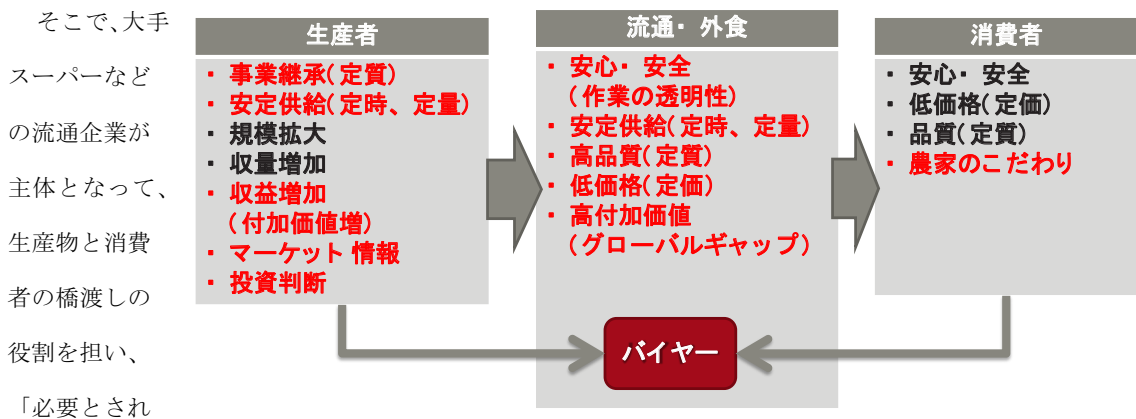 そこで、大手
スーパーなど
の流通企業が
主体となって、
生産物と消費
者の橋渡しの
役割を担い、
「必要とされ
生産者
・ 事業継承(定質)
・ 安定供給(定時、定量)
・ 規模拡大
・ 収量増加
・ 収益増加
(付加価値増)
・ マーケット情報
・ 投資判断
流通・外食
・ 安心・安全
(作業の透明性)
・ 安定供給(定時、定量)
・ 高品質(定質)
・ 低価格(定価)
・ 高付加価値
(グローバルギャップ)
バイヤー
消費者
・ 安心・安全
・ 低価格(定価)
・ 品質(定質)
・ 農家のこだわり